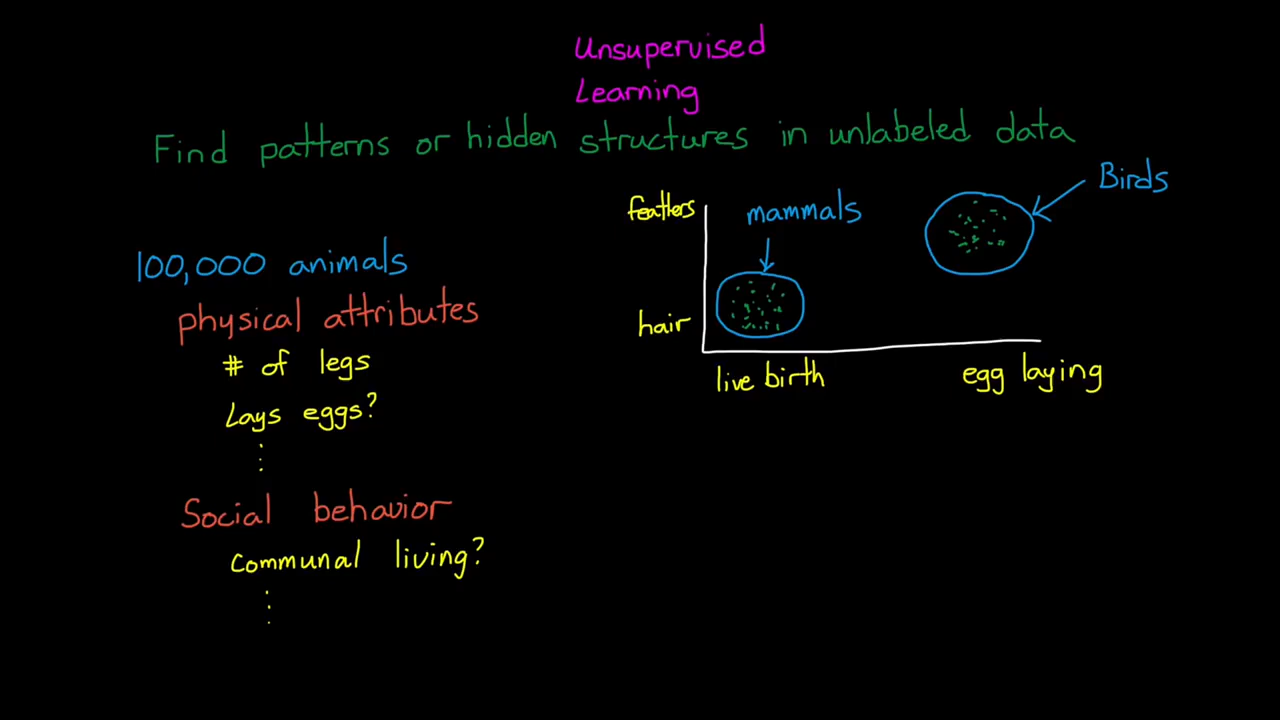 Unsupervised
Learning
Find patterns or hidden structures in unlabeled data
100,000 animals
physical attributes
# of legs
Lays eggs?
Social behavior
communal living?
Birds
mammals
feathers
hair
live birth
egg laying